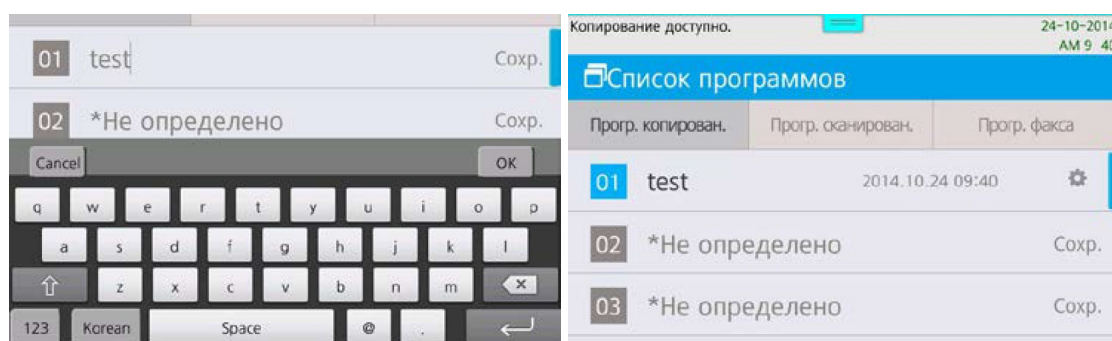 01 test Сохр.
02 *Не определено Сохр.
Cancel OK
q w e r t y u i o p
a s d f g h j k l
z x c v b n m
123 Korean Space @ .
Копирование доступно. 24-10-2014
AM 9 40
Список программов
Прогр. копирован. Прогр. сканирован. Прогр. факса
01 test 2014.10.24 09:40
02 *Не определено Сохр.
03 *Не определено Сохр.